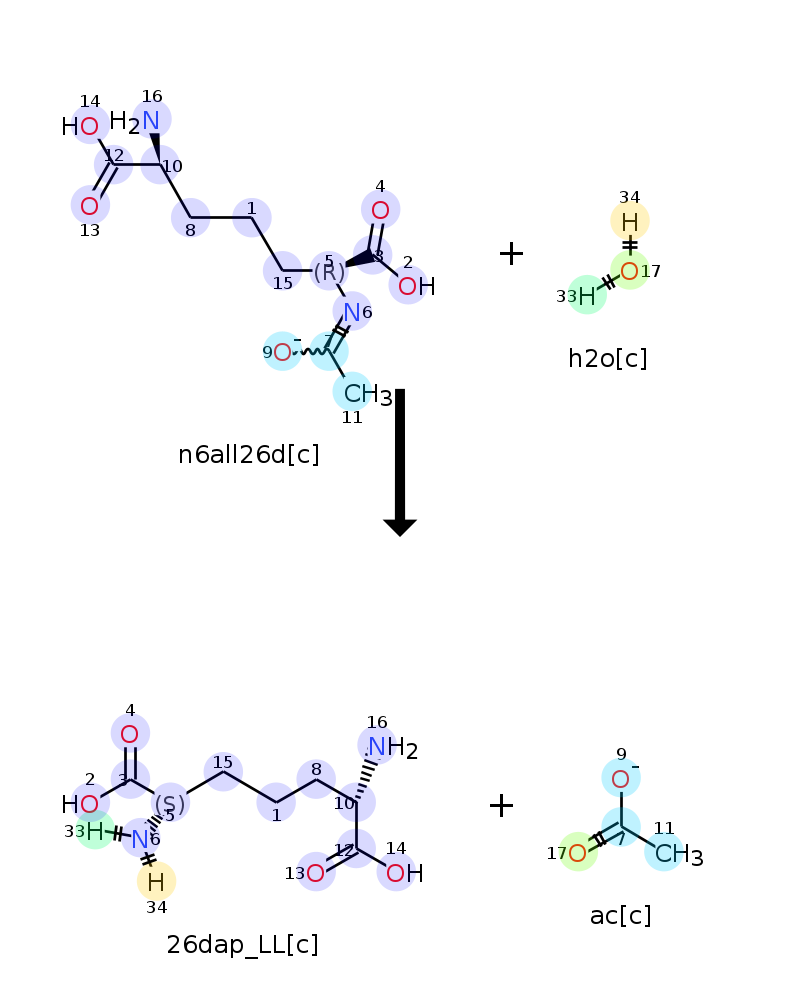 14
16
HO
H2N
12
10
4
O
O
13
8
1
5
3
(R)
15
2
OH
N6
7
9O-
CH3
11
n6all26d[c]
+
34
H
O17
33H
h2o[c]
4
O
2
3
HO
33H
(S)
5
N6
H
34
15
1
8
16
NH2
10
12
14
13O
OH
26dap_LL[c]
+
9
O-
11
7
17O
CH3
ac[c]